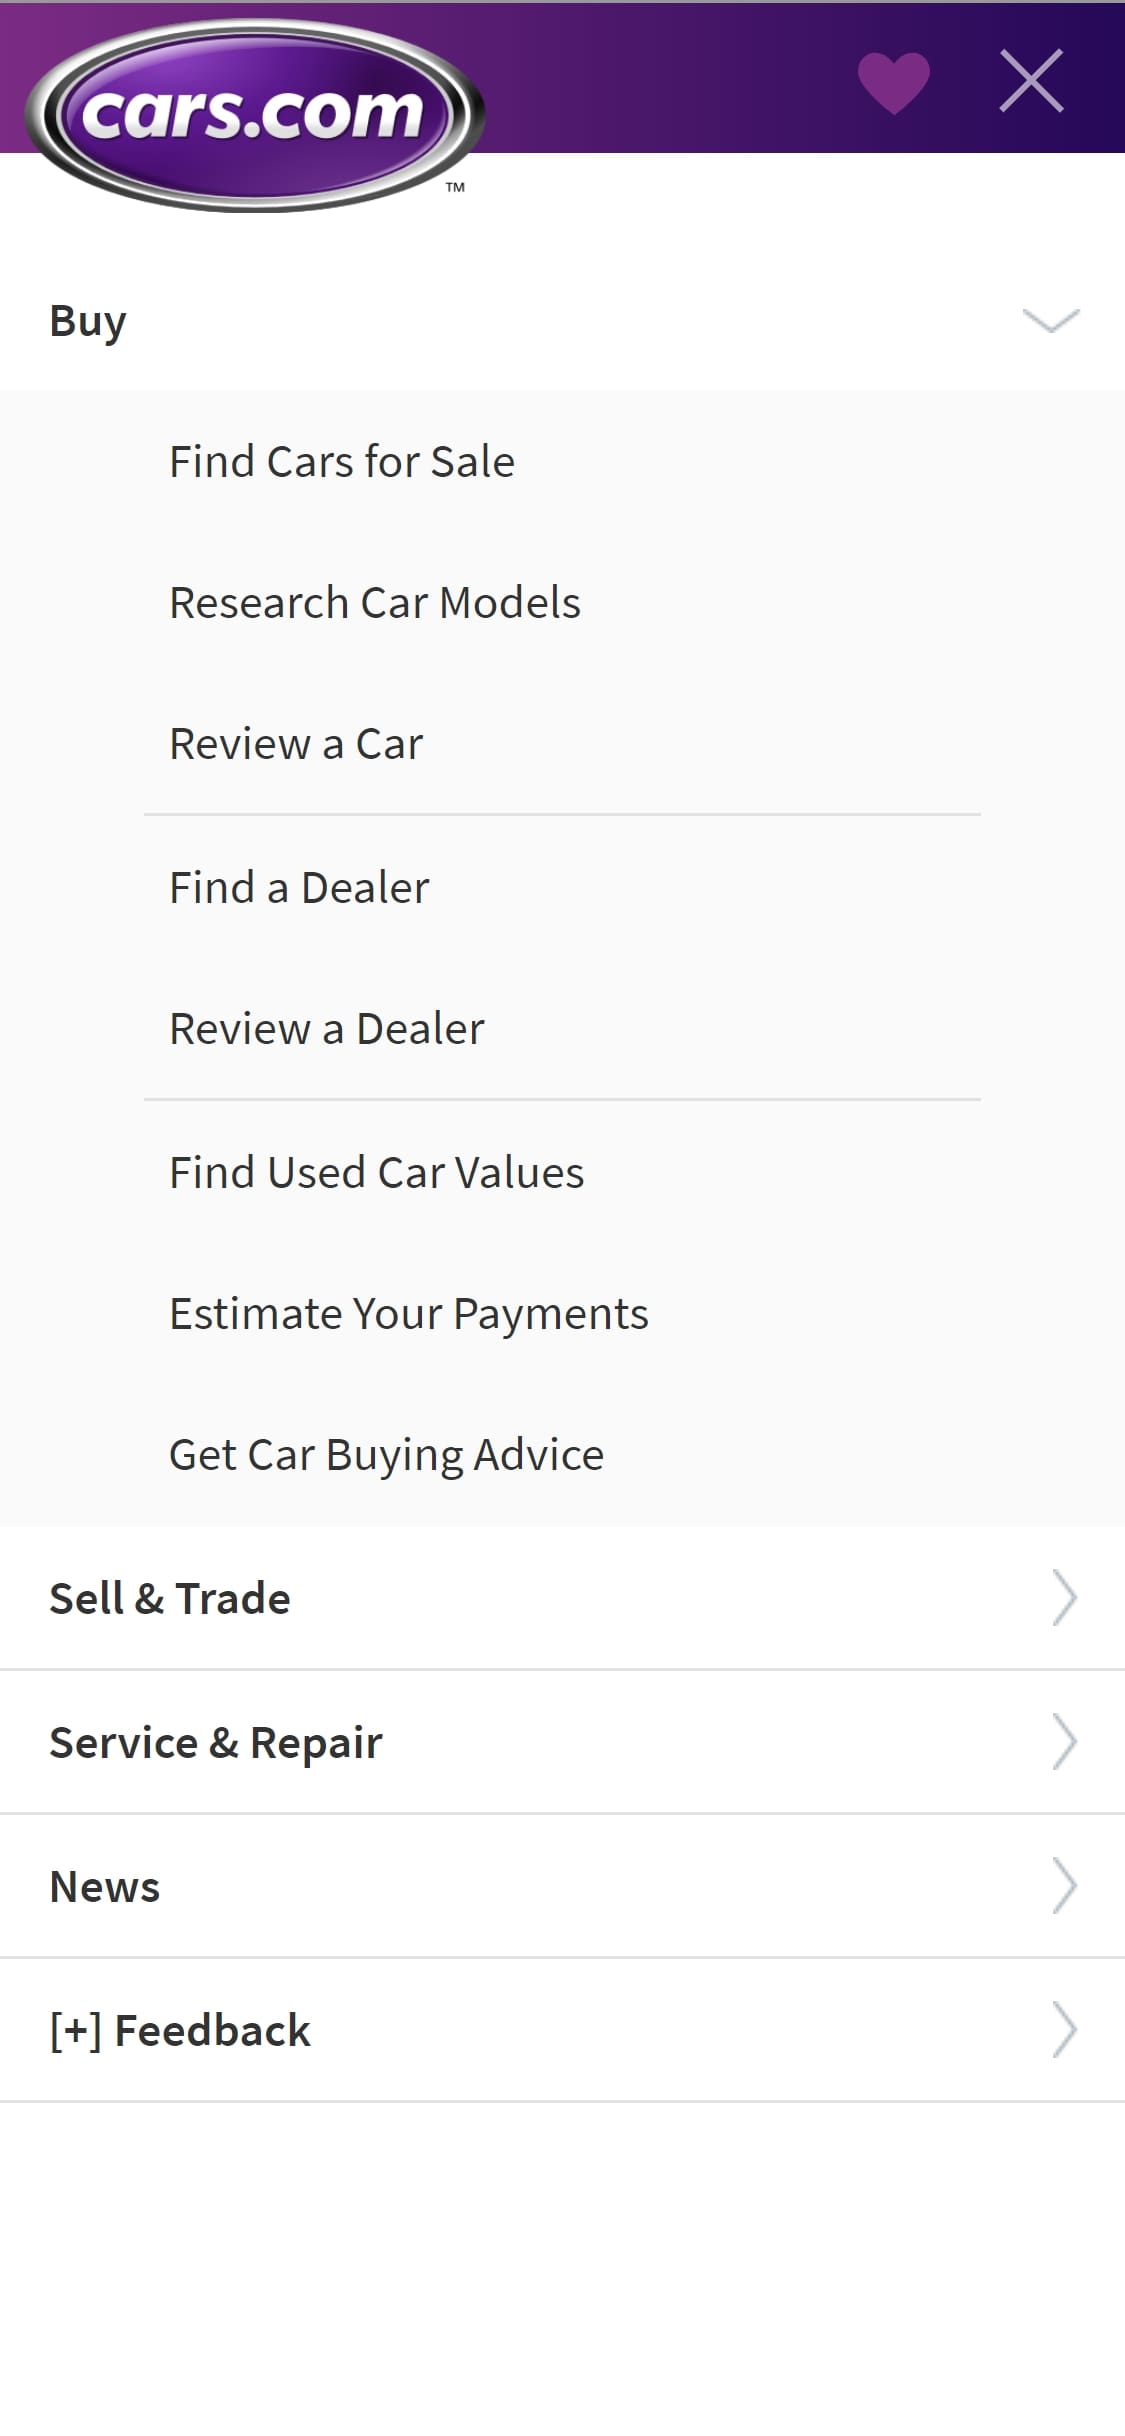 cars.com
TM
Buy
Find Cars for Sale
Research Car Models
Review a Car
Find a Dealer
Review a Dealer
Find Used Car Values
Estimate Your Payments
Get Car Buying Advice
Sell & Trade
Service & Repair
News
[+] Feedback